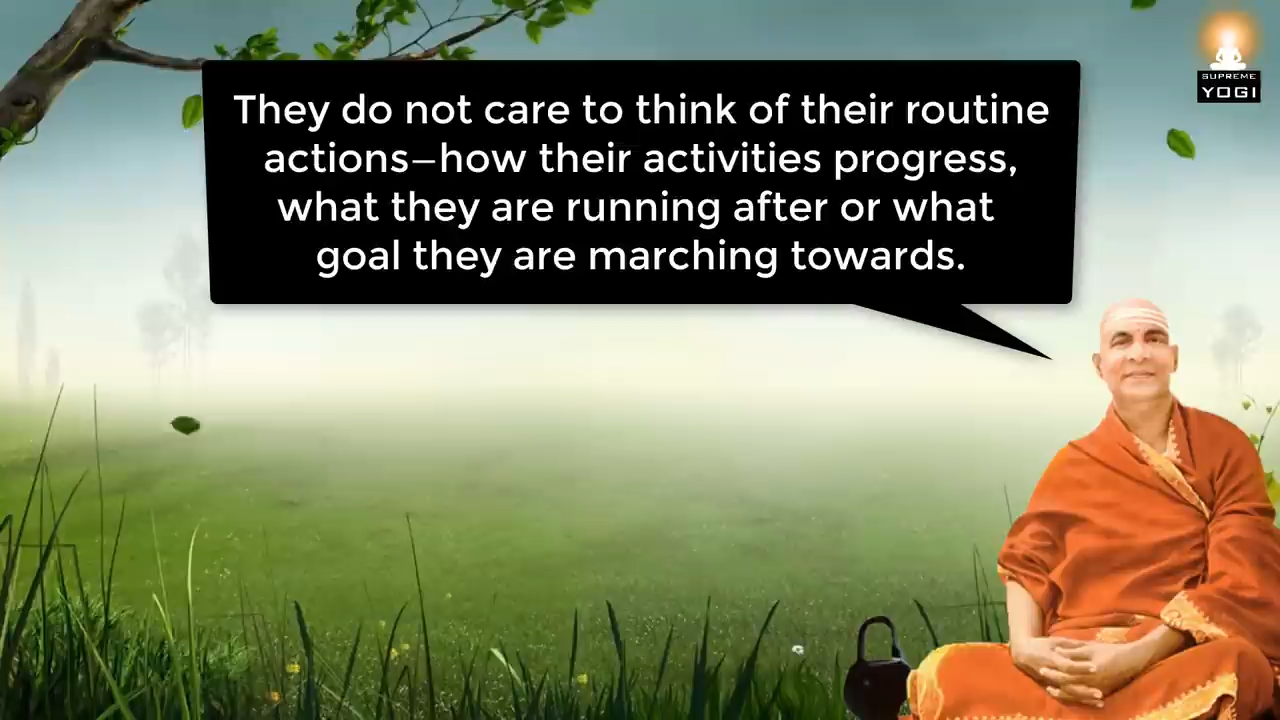 They do not care to think of their routine
actions—how their activities progress,
what they are running after or what
goal they are marching towards.
SUPREME
YOGI